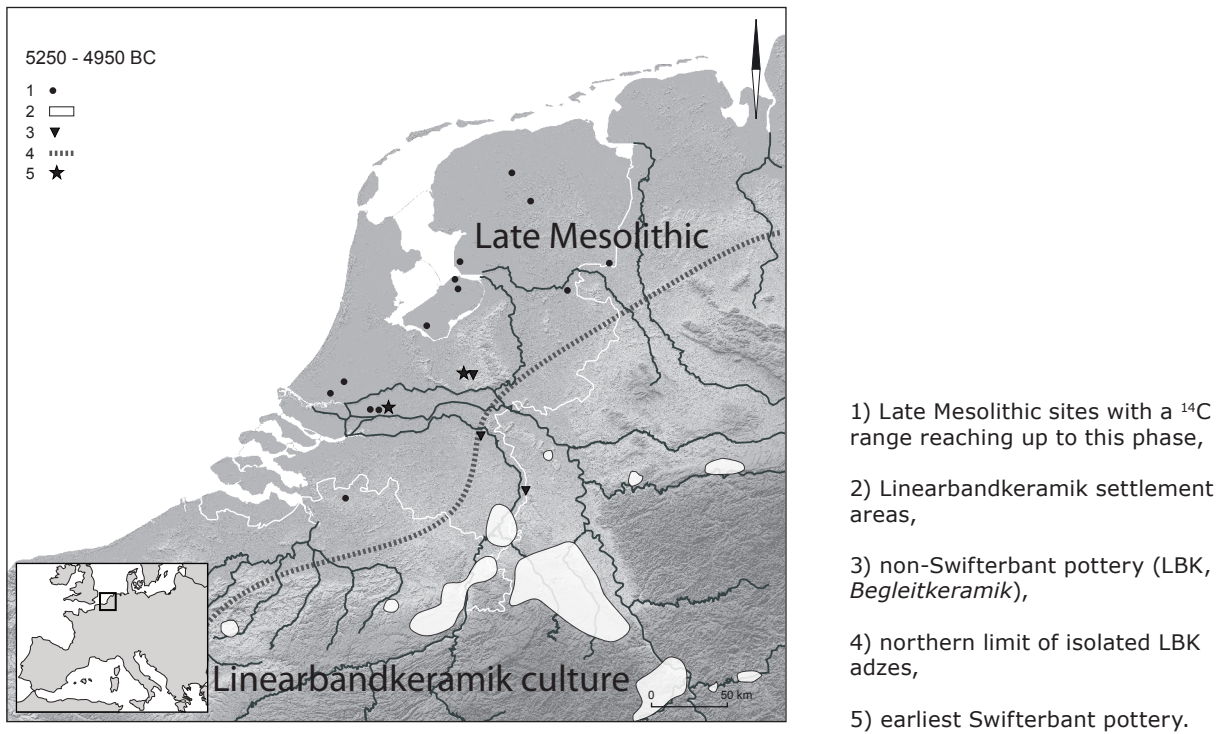 5250 - 4950 BC
1
2
3
4
5
Late Mesolithic
Linearbandkeramik culture
0 50 km
1) Late Mesolithic sites with a ¹⁴C
range reaching up to this phase,
2) Linearbandkeramik settlement
areas,
3) non-Swifterbant pottery (LBK,
Begleitkeramik),
4) northern limit of isolated LBK
adzes,
5) earliest Swifterbant pottery.